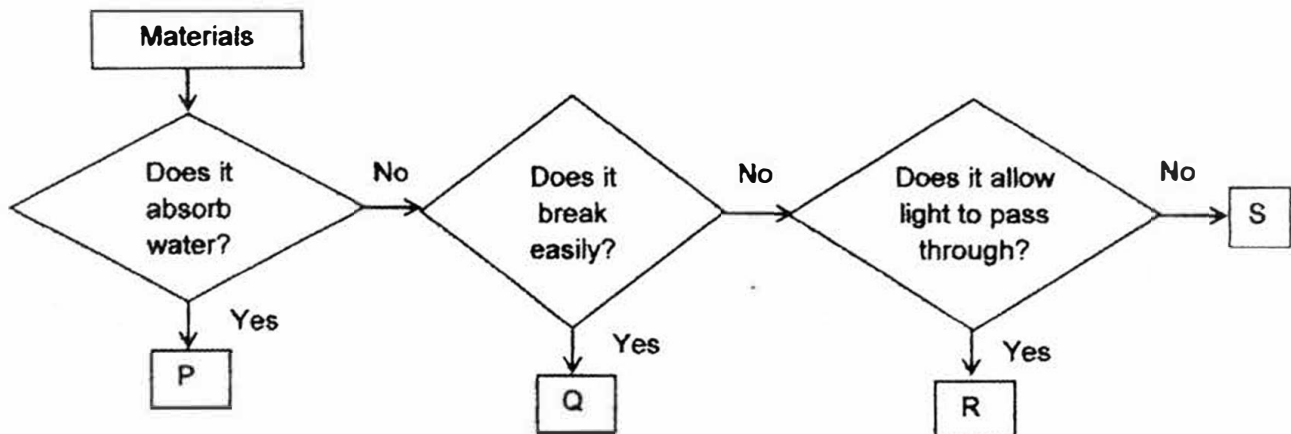 Materials
Does it
absorb
water?
No
Does it
break
easily?
No
Does it allow
light to pass
through?
No
S
Yes
P
Yes
Q
Yes
R